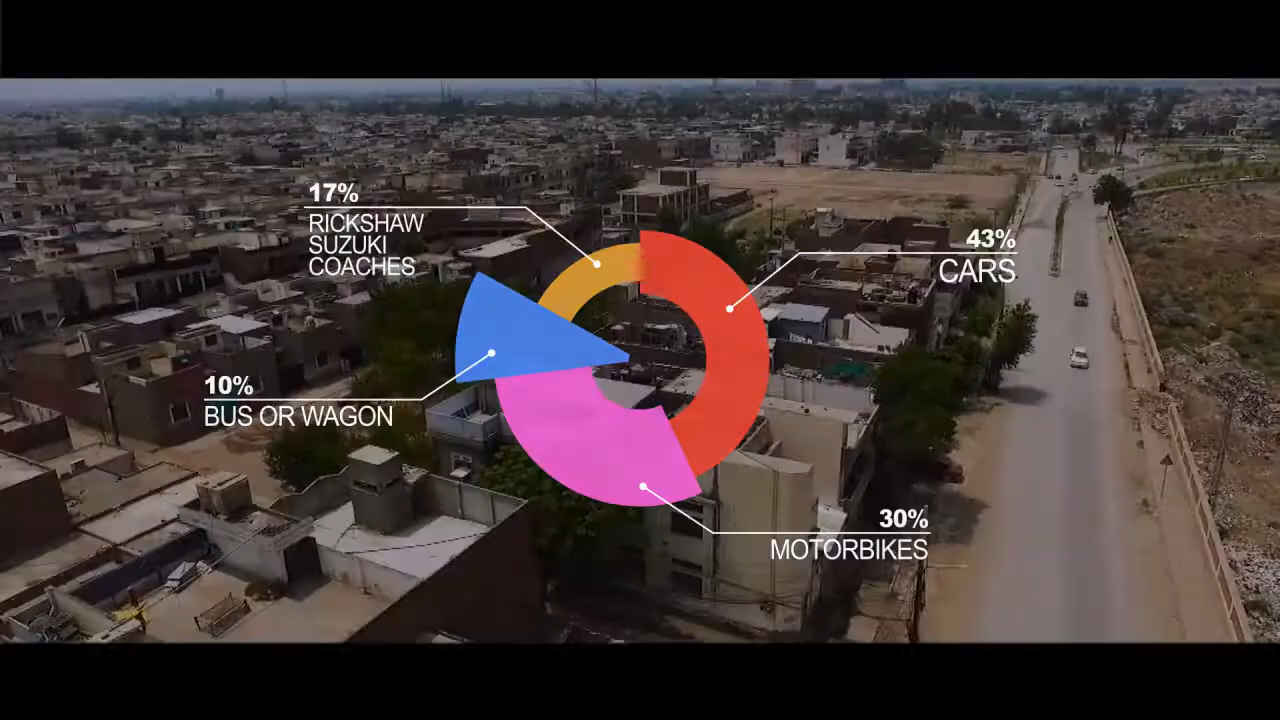 17%
RICKSHAW
SUZUKI
COACHES
43%
CARS
10%
BUS OR WAGON
30%
MOTORBIKES